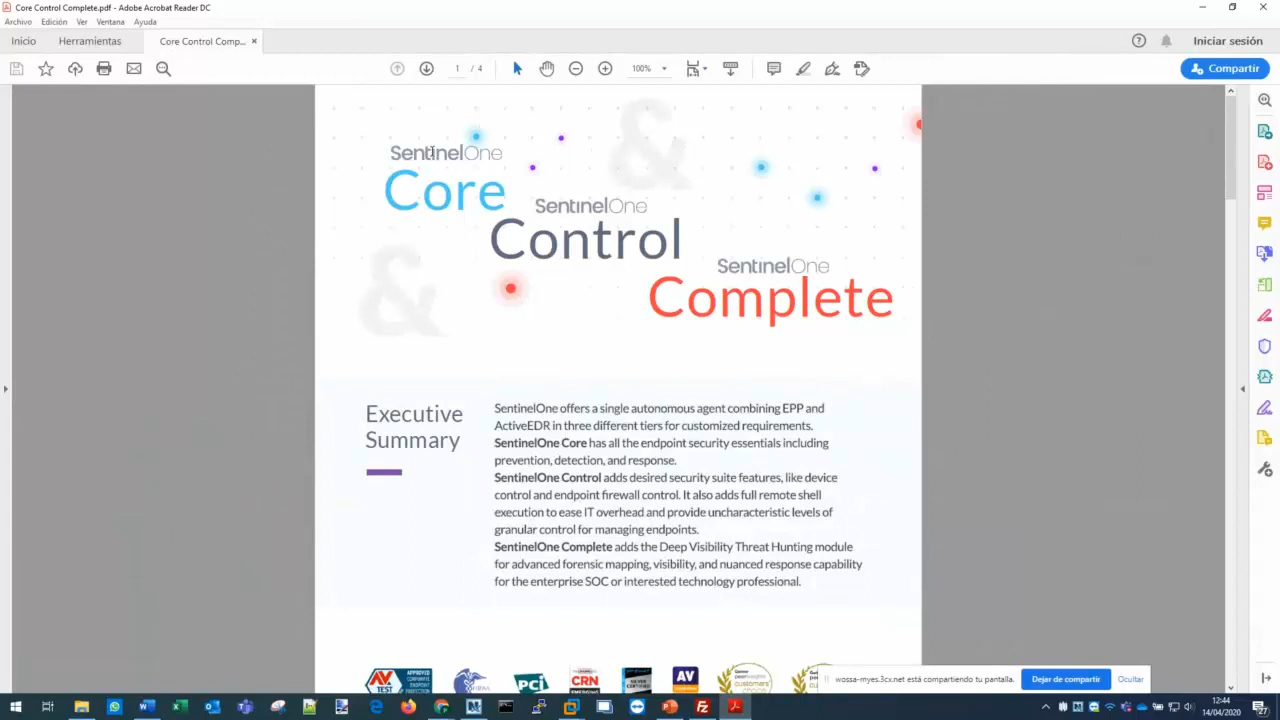 Core Control Complete.pdf - Adobe Acrobat Reader DC
Archivo Edición Ver Ventana Ayuda
Inicio Herramientas Core Control Comp... Iniciar sesión
1 / 4 100% Compartir
SentinelOne
Core
SentinelOne
Control
SentinelOne
Complete
&
&
Executive
Summary
SentinelOne offers a single autonomous agent combining EPP and
ActiveEDR in three different tiers for customized requirements.
SentinelOne Core has all the endpoint security essentials including
prevention, detection, and response.
SentinelOne Control adds desired security suite features, like device
control and endpoint firewall control. It also adds full remote shell
execution to ease IT overhead and provide uncharacteristic levels of
granular control for managing endpoints.
SentinelOne Complete adds the Deep Visibility Threat Hunting module
for advanced forensic mapping, visibility, and nuanced response capability
for the enterprise SOC or interested technology professional.
AV TEST
PCI
CRN
AV
wossa-myes.3cx.net está compartiendo tu pantalla. Dejar de compartir Ocultar
12:44
14/04/2020
27